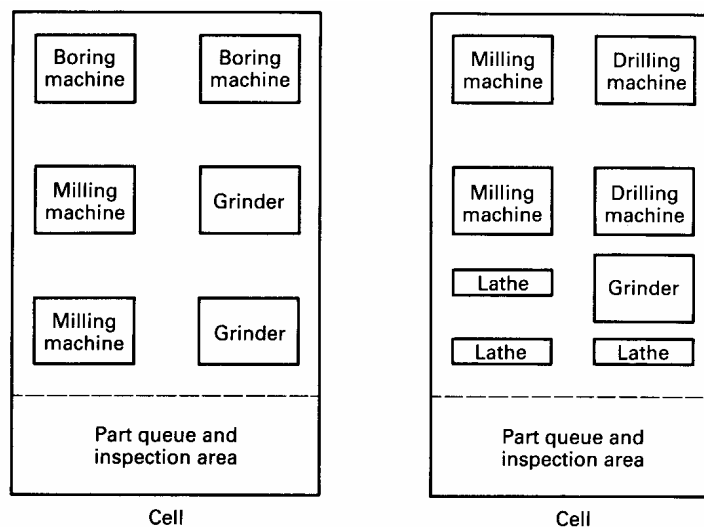 Boring
machine
Boring
machine
Milling
machine
Grinder
Milling
machine
Grinder
Part queue and
inspection area
Cell
Milling
machine
Drilling
machine
Milling
machine
Drilling
machine
Lathe
Grinder
Lathe
Lathe
Part queue and
inspection area
Cell